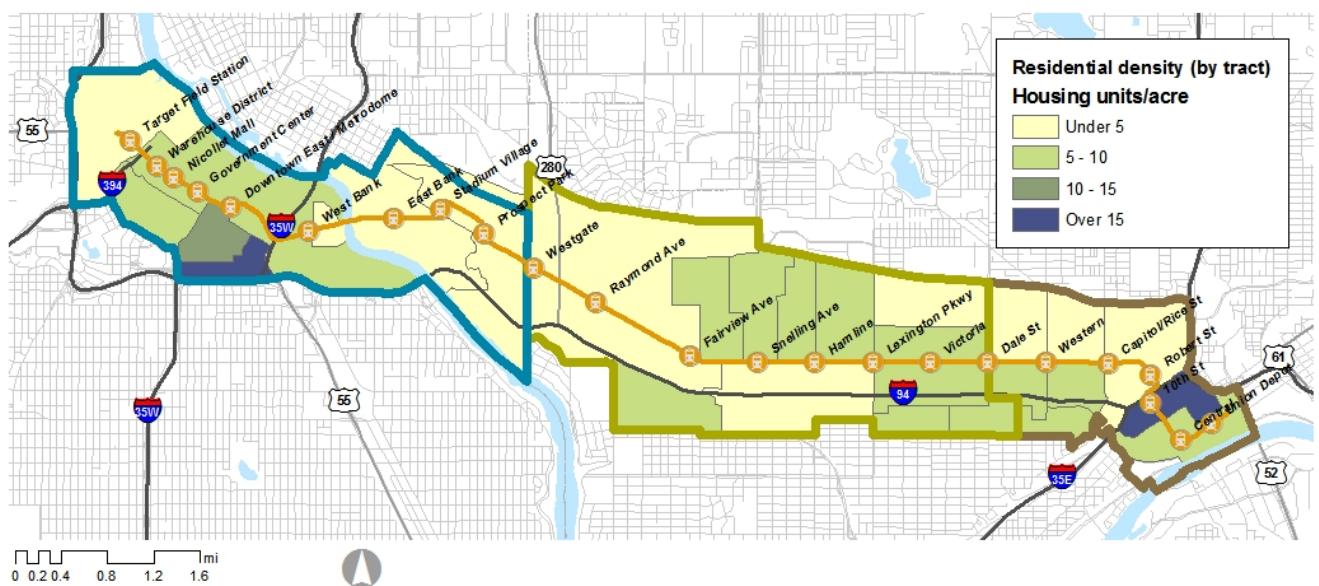 Residential density (by tract)
Housing units/acre
Under 5
5 - 10
10 - 15
Over 15
55
394
Target Field Station
Warehouse District
Nicollet Mall
Government Center
Downtown East / Metrodome
35W
West Bank
East Bank
Stadium Village
Prospect Park
280
Westgate
Raymond Ave
Fairview Ave
Snelling Ave
Hamline
Lexington Pkwy
Victoria
Dale St
Western
Capitol/Rice St
Robert St
10th St
Central
Union Depot
61
94
35W
55
35E
52
0 0.2 0.4 0.8 1.2 1.6
mi